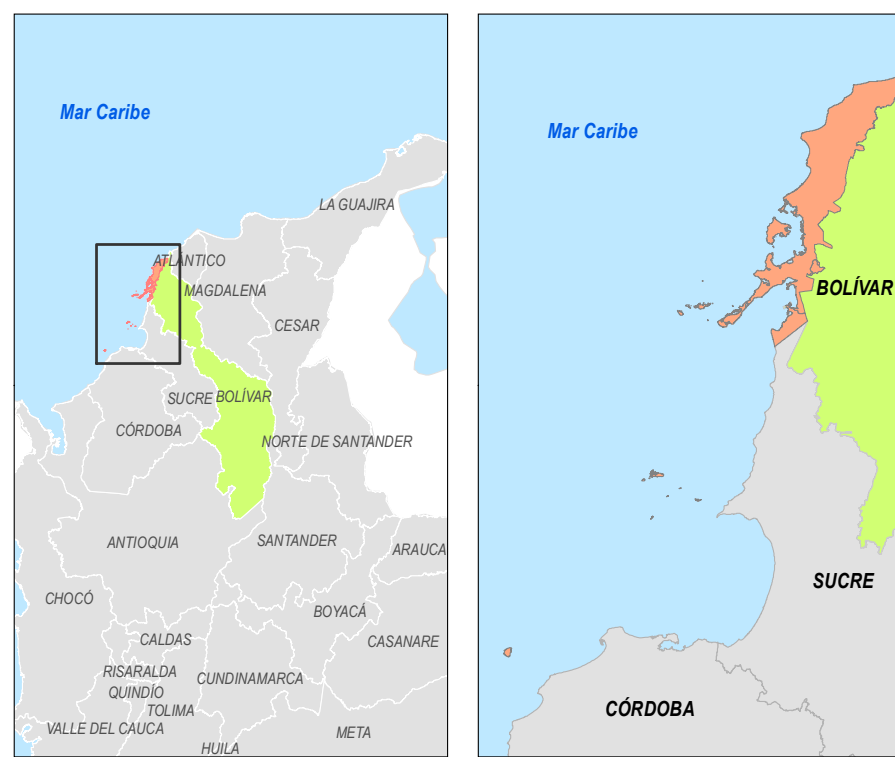 Mar Caribe
LA GUAJIRA
ATLÁNTICO
MAGDALENA
CESAR
SUCRE
BOLÍVAR
CÓRDOBA
NORTE DE SANTANDER
ANTIOQUIA
SANTANDER
ARAUCA
CHOCÓ
BOYACÁ
CALDAS
CASANARE
RISARALDA
CUNDINAMARCA
QUINDÍO
TOLIMA
VALLE DEL CAUCA
META
HUILA
Mar Caribe
BOLÍVAR
SUCRE
CÓRDOBA